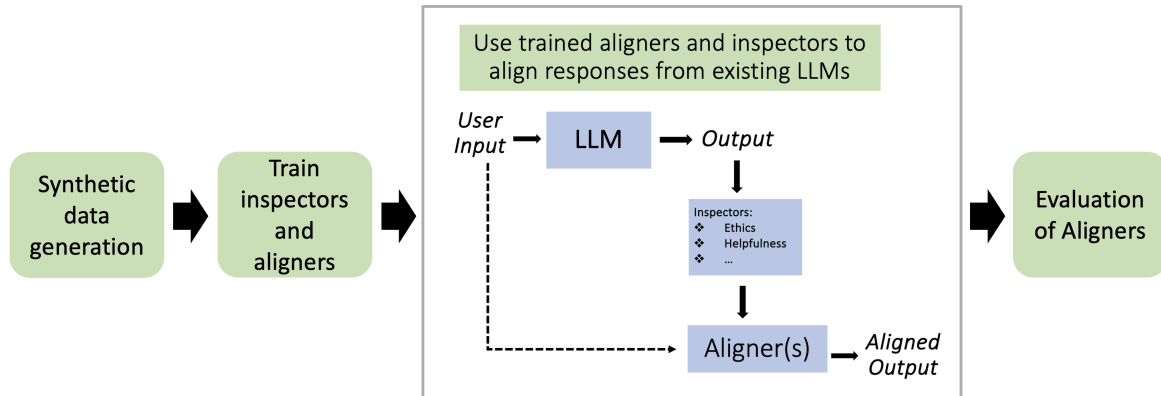 Synthetic
data
generation
Train
inspectors
and
aligners
Use trained aligners and inspectors to
align responses from existing LLMs
User
Input
LLM
Output
Inspectors:
❖ Ethics
❖ Helpfulness
❖ ...
Aligner(s)
Aligned
Output
Evaluation
of Aligners